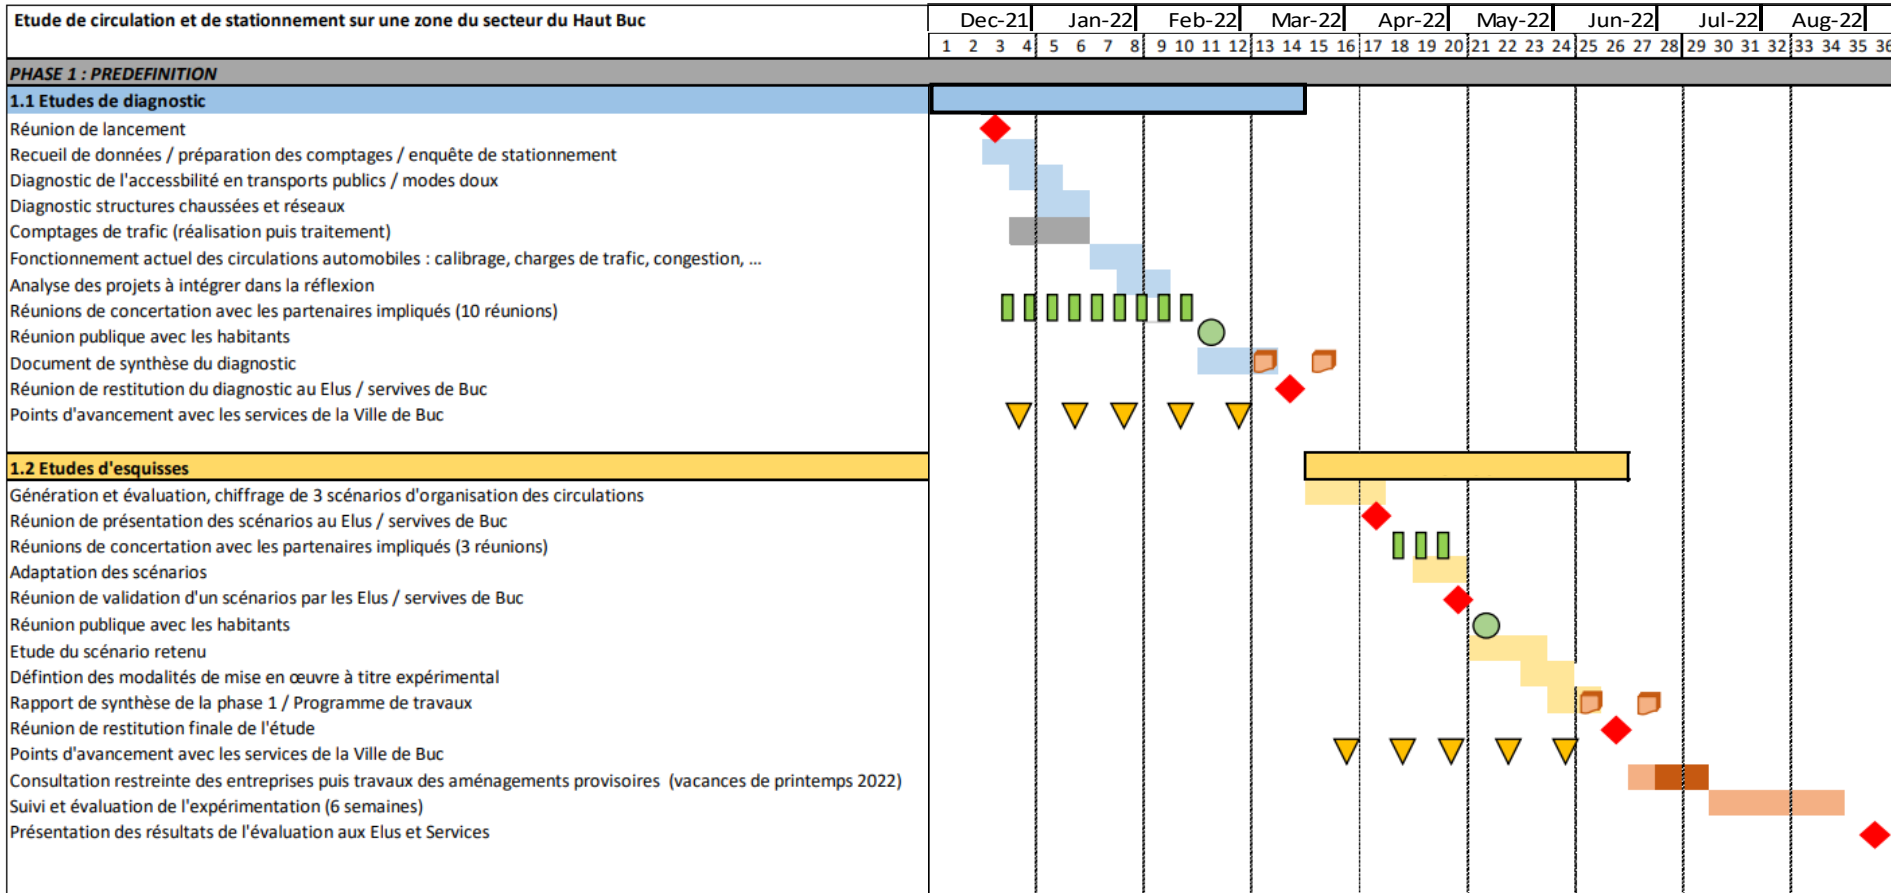 Etude de circulation et de stationnement sur une zone du secteur du Haut Buc
Dec-21 Jan-22 Feb-22 Mar-22 Apr-22 May-22 Jun-22 Jul-22 Aug-22
1 2 3 4 5 6 7 8 9 10 11 12 13 14 15 16 17 18 19 20 21 22 23 24 25 26 27 28 29 30 31 32 33 34 35 36
PHASE 1 : PREDEFINITION
1.1 Etudes de diagnostic
Réunion de lancement
Recueil de données / préparation des comptages / enquête de stationnement
Diagnostic de l'accessbilité en transports publics / modes doux
Diagnostic structures chaussées et réseaux
Comptages de trafic (réalisation puis traitement)
Fonctionnement actuel des circulations automobiles : calibrage, charges de trafic, congestion, ...
Analyse des projets à intégrer dans la réflexion
Réunions de concertation avec les partenaires impliqués (10 réunions)
Réunion publique avec les habitants
Document de synthèse du diagnostic
Réunion de restitution du diagnostic au Elus / servives de Buc
Points d'avancement avec les services de la Ville de Buc
1.2 Etudes d'esquisses
Génération et évaluation, chiffrage de 3 scénarios d'organisation des circulations
Réunion de présentation des scénarios au Elus / servives de Buc
Réunions de concertation avec les partenaires impliqués (3 réunions)
Adaptation des scénarios
Réunion de validation d'un scénarios par les Elus / servives de Buc
Réunion publique avec les habitants
Etude du scénario retenu
Défintion des modalités de mise en œuvre à titre expérimental
Rapport de synthèse de la phase 1 / Programme de travaux
Réunion de restitution finale de l'étude
Points d'avancement avec les services de la Ville de Buc
Consultation restreinte des entreprises puis travaux des aménagements provisoires (vacances de printemps 2022)
Suivi et évaluation de l'expérimentation (6 semaines)
Présentation des résultats de l'évaluation aux Elus et Services